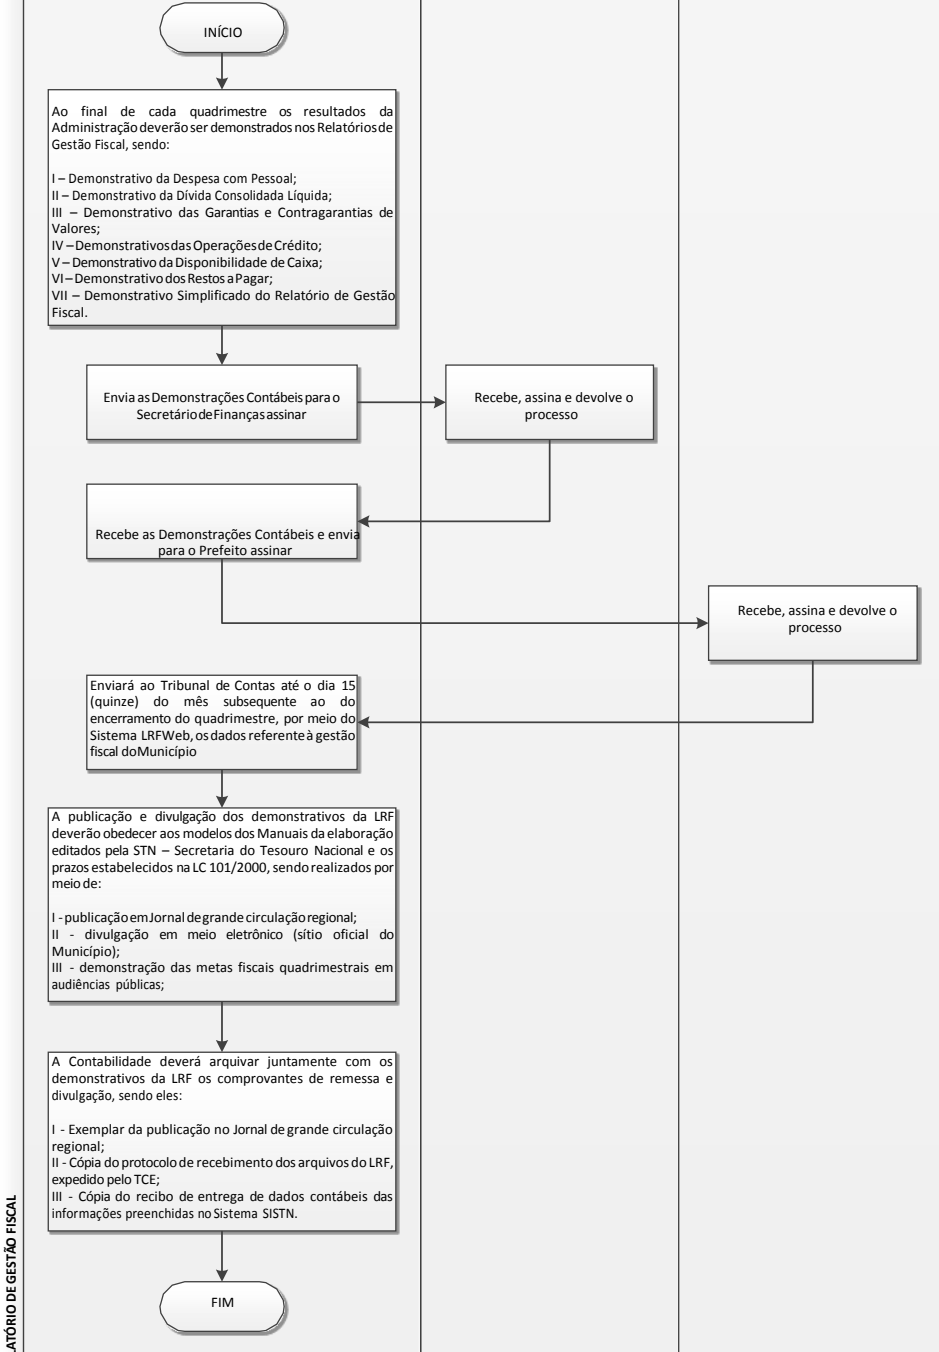 INÍCIO
Ao final de cada quadrimestre os resultados da
Administração deverão ser demonstrados nos Relatórios de
Gestão Fiscal, sendo:
I – Demonstrativo da Despesa com Pessoal;
II – Demonstrativo da Dívida Consolidada Líquida;
III – Demonstrativo das Garantias e Contragarantias de
Valores;
IV – Demonstrativos das Operações de Crédito;
V – Demonstrativo da Disponibilidade de Caixa;
VI – Demonstrativo dos Restos a Pagar;
VII – Demonstrativo Simplificado do Relatório de Gestão
Fiscal.
Envia as Demonstrações Contábeis para o
Secretário de Finanças assinar
Recebe, assina e devolve o
processo
Recebe as Demonstrações Contábeis e envia
para o Prefeito assinar
Recebe, assina e devolve o
processo
Enviará ao Tribunal de Contas até o dia 15
(quinze) do mês subsequente ao do
encerramento do quadrimestre, por meio do
Sistema LRFWeb, os dados referente à gestão
fiscal do Município
A publicação e divulgação dos demonstrativos da LRF
deverão obedecer aos modelos dos Manuais da elaboração
editados pela STN – Secretaria do Tesouro Nacional e os
prazos estabelecidos na LC 101/2000, sendo realizados por
meio de:
I - publicação em Jornal de grande circulação regional;
II - divulgação em meio eletrônico (sítio oficial do
Município);
III - demonstração das metas fiscais quadrimestrais em
audiências públicas;
A Contabilidade deverá arquivar juntamente com os
demonstrativos da LRF os comprovantes de remessa e
divulgação, sendo eles:
I - Exemplar da publicação no Jornal de grande circulação
regional;
II - Cópia do protocolo de recebimento dos arquivos do LRF,
expedido pelo TCE;
III - Cópia do recibo de entrega de dados contábeis das
informações preenchidas no Sistema SISTN.
FIM
ATÓRIO DE GESTÃO FISCAL